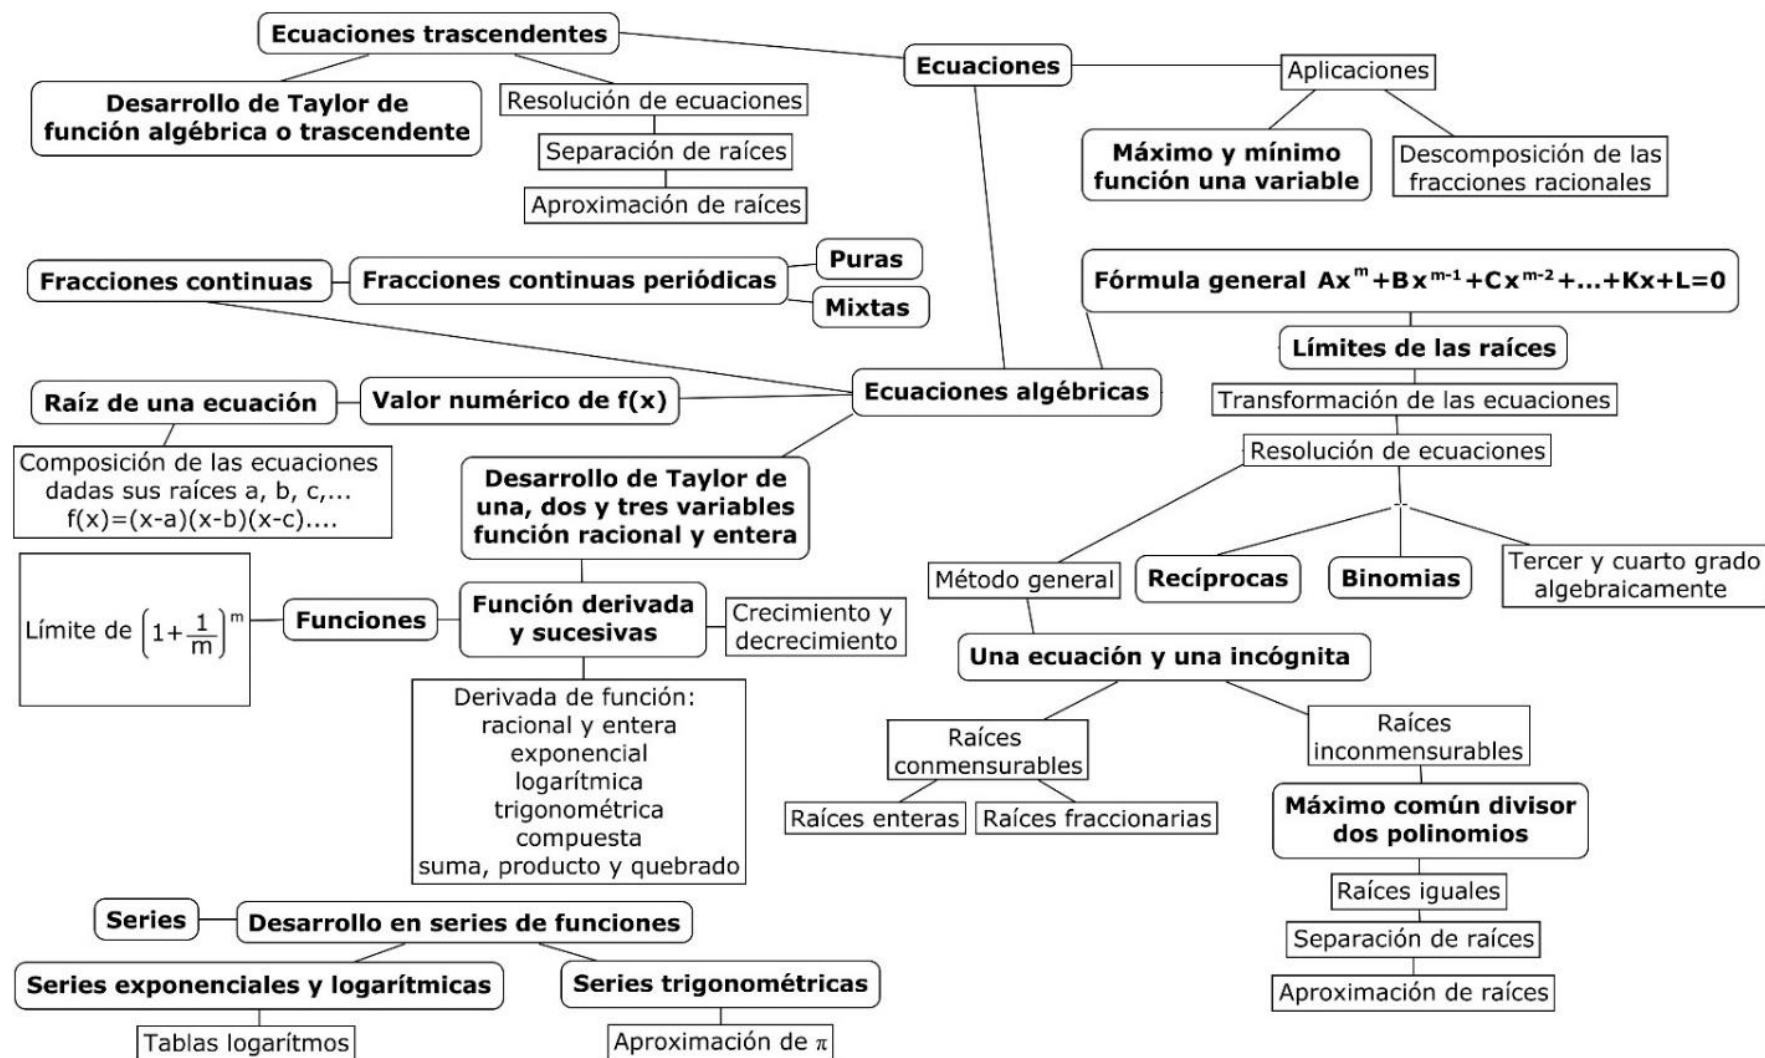 Ecuaciones trascendentes
Ecuaciones
Aplicaciones
Desarrollo de Taylor de
función algébrica o trascendente
Resolución de ecuaciones
Separación de raíces
Aproximación de raíces
Máximo y mínimo
función una variable
Descomposición de las
fracciones racionales
Fracciones continuas
Fracciones continuas periódicas
Puras
Mixtas
Fórmula general Ax^m+Bx^m-1+Cx^m-2+...+Kx+L=0
Límites de las raíces
Ecuaciones algébricas
Raíz de una ecuación
Valor numérico de f(x)
Transformación de las ecuaciones
Resolución de ecuaciones
Composición de las ecuaciones
dadas sus raíces a, b, c,...
f(x)=(x-a)(x-b)(x-c)....
Desarrollo de Taylor de
una, dos y tres variables
función racional y entera
--
Método general
Recíprocas
Binomias
Tercer y cuarto grado
algebraicamente
Límite de (1+1/m)^m
Funciones
Función derivada
y sucesivas
Crecimiento y
decrecimiento
Una ecuación y una incógnita
Derivada de función:
racional y entera
exponencial
logarítmica
trigonométrica
compuesta
suma, producto y quebrado
Raíces
conmensurables
Raíces
inconmensurables
Raíces enteras
Raíces fraccionarias
Máximo común divisor
dos polinomios
Raíces iguales
Separación de raíces
Aproximación de raíces
Series
Desarrollo en series de funciones
Series exponenciales y logarítmicas
Series trigonométricas
Tablas logarítmos
Aproximación de π